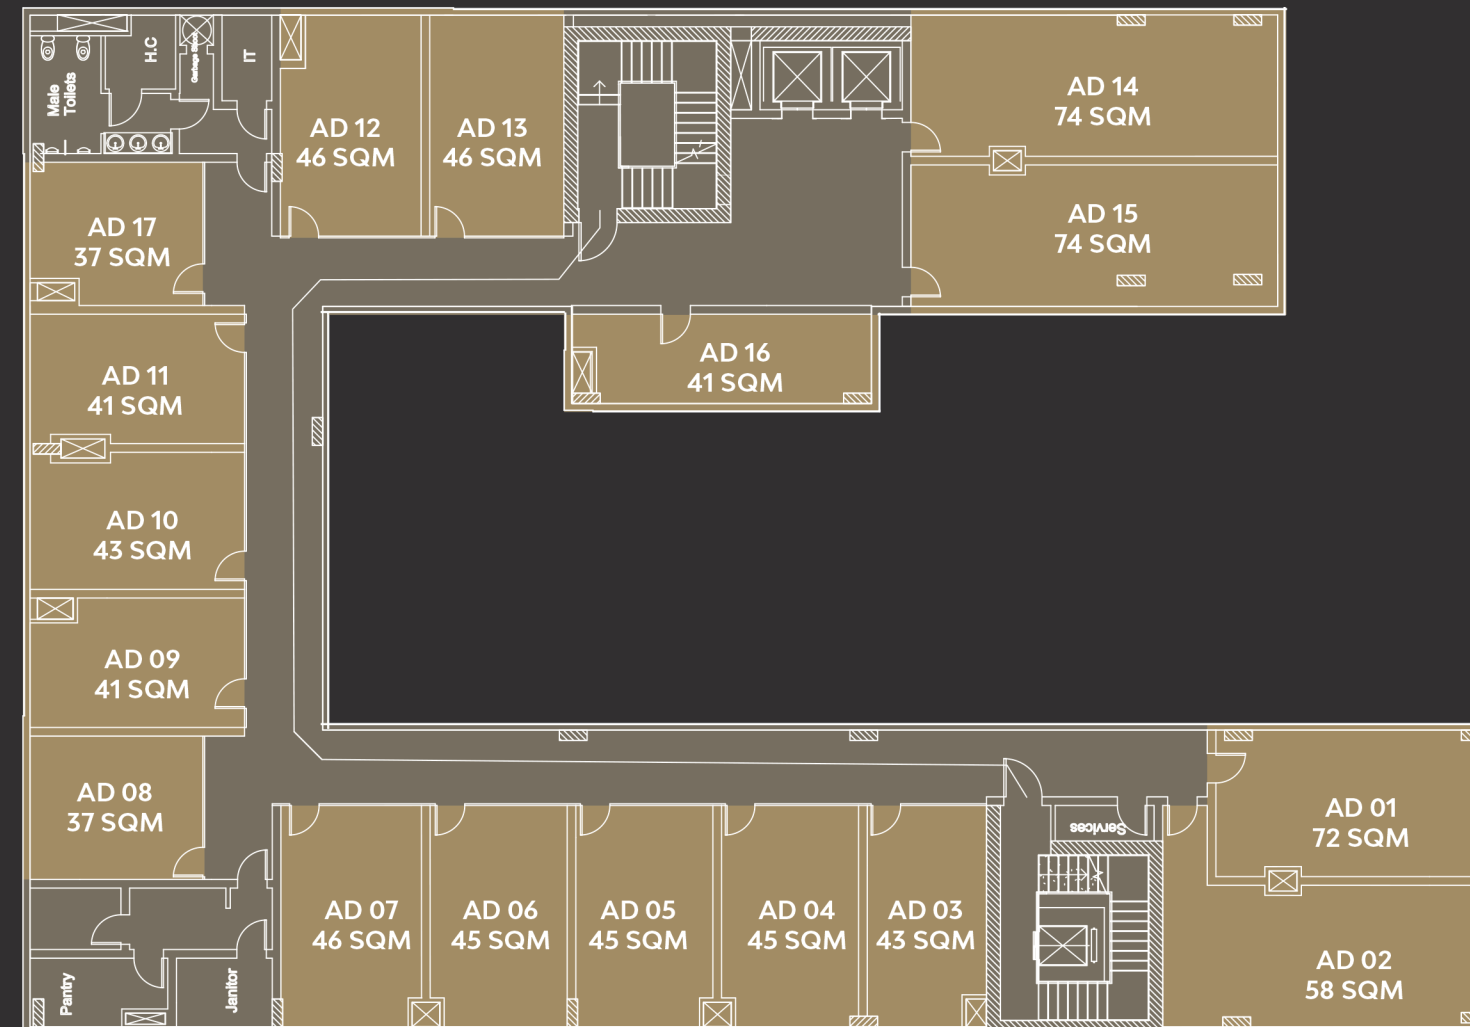 Male
Toilets
H.C
Garbage Room
IT
AD 12
46 SQM
AD 13
46 SQM
AD 14
74 SQM
AD 17
37 SQM
AD 15
74 SQM
AD 16
41 SQM
AD 11
41 SQM
AD 10
43 SQM
AD 09
41 SQM
AD 08
37 SQM
AD 01
72 SQM
Services
AD 07
46 SQM
AD 06
45 SQM
AD 05
45 SQM
AD 04
45 SQM
AD 03
43 SQM
AD 02
58 SQM
Pantry
Janitor